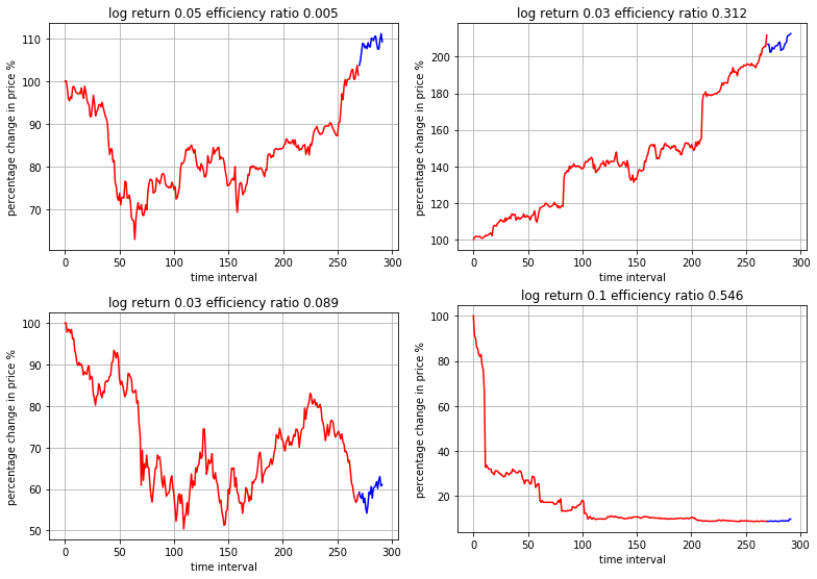 log return 0.05 efficiency ratio 0.005
110
100
90
80
70
percentage change in price %
0 50 100 150 200 250 300
time interval
log return 0.03 efficiency ratio 0.312
200
180
160
140
120
100
percentage change in price %
0 50 100 150 200 250 300
time interval
log return 0.03 efficiency ratio 0.089
100
90
80
70
60
50
percentage change in price %
0 50 100 150 200 250 300
time interval
log return 0.1 efficiency ratio 0.546
100
80
60
40
20
percentage change in price %
0 50 100 150 200 250 300
time interval